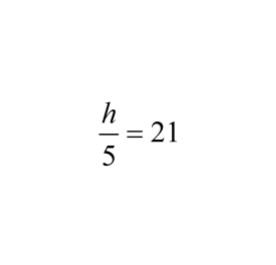 h/5 = 21